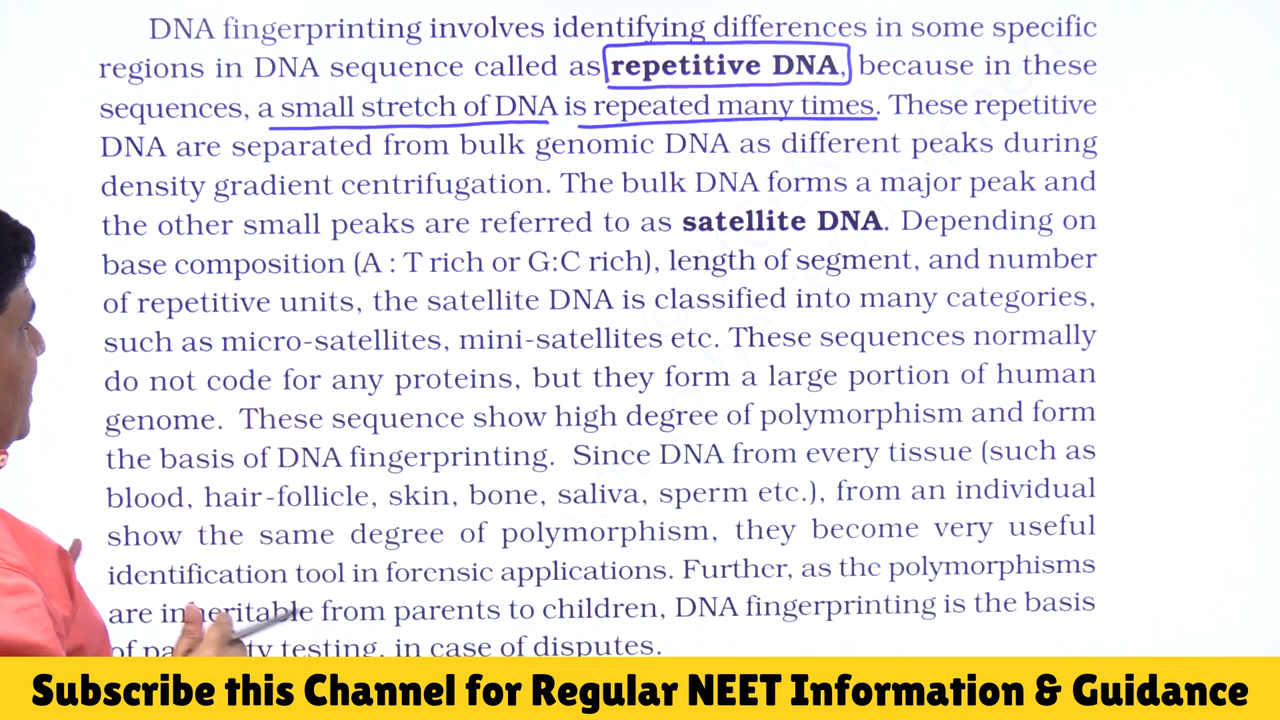 DNA fingerprinting involves identifying differences in some specific
regions in DNA sequence called as repetitive DNA, because in these
sequences, a small stretch of DNA is repeated many times. These repetitive
DNA are separated from bulk genomic DNA as different peaks during
density gradient centrifugation. The bulk DNA forms a major peak and
the other small peaks are referred to as satellite DNA. Depending on
base composition (A : T rich or G:C rich), length of segment, and number
of repetitive units, the satellite DNA is classified into many categories,
such as micro-satellites, mini-satellites etc. These sequences normally
do not code for any proteins, but they form a large portion of human
genome. These sequence show high degree of polymorphism and form
the basis of DNA fingerprinting. Since DNA from every tissue (such as
blood, hair-follicle, skin, bone, saliva, sperm etc.), from an individual
show the same degree of polymorphism, they become very useful
identification tool in forensic applications. Further, as the polymorphisms
are inheritable from parents to children, DNA fingerprinting is the basis
of testing, in case of disputes.
Subscribe this Channel for Regular NEET Information & Guidance